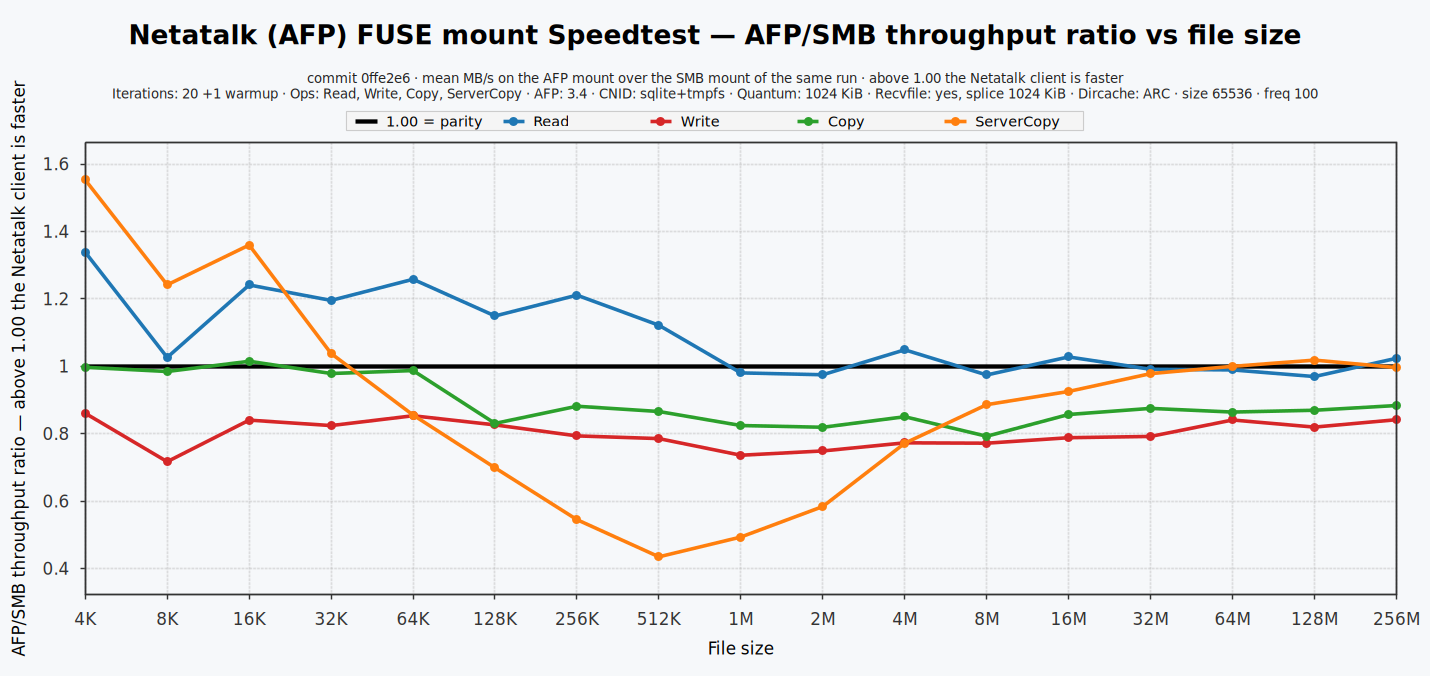 Netatalk (AFP) FUSE mount Speedtest — AFP/SMB throughput ratio vs file size
commit 0ffe2e6 · mean MB/s on the AFP mount over the SMB mount of the same run · above 1.00 the Netatalk client is faster
Iterations: 20 +1 warmup · Ops: Read, Write, Copy, ServerCopy · AFP: 3.4 · CNID: sqlite+tmpfs · Quantum: 1024 KiB · Recvfile: yes, splice 1024 KiB · Dircache: ARC · size 65536 · freq 100
1.00 = parity Read Write Copy ServerCopy
AFP/SMB throughput ratio — above 1.00 the Netatalk client is faster
1.6
1.4
1.2
1
0.8
0.6
0.4
4K 8K 16K 32K 64K 128K 256K 512K 1M 2M 4M 8M 16M 32M 64M 128M 256M
File size